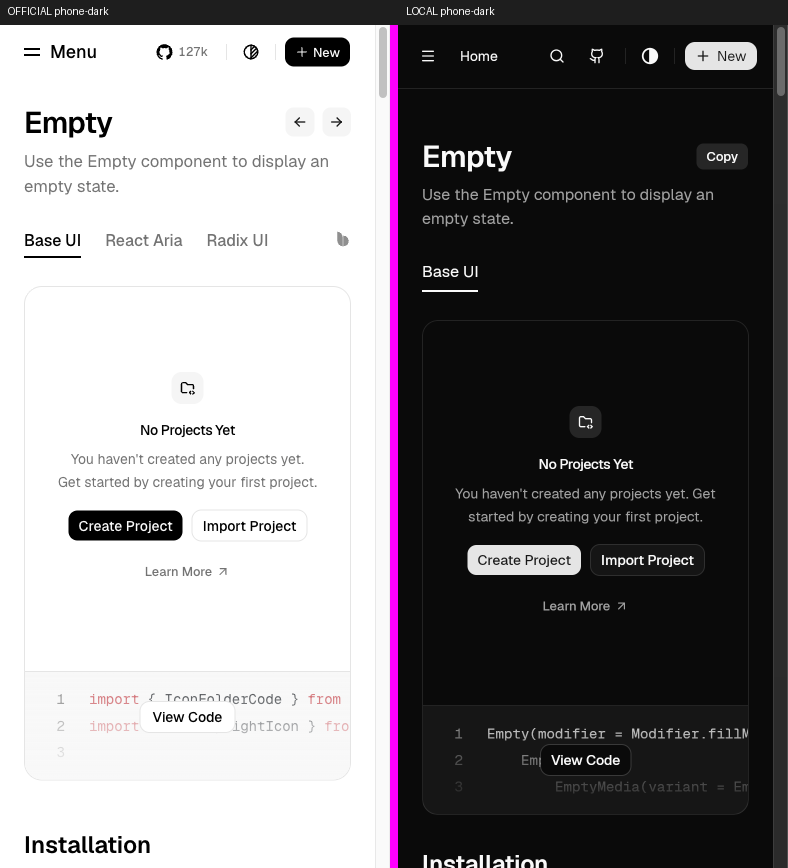 OFFICIAL phone-dark
Menu
127k
New
Empty
Use the Empty component to display an
empty state.
Base UI
React Aria
Radix UI
No Projects Yet
You haven't created any projects yet.
Get started by creating your first project.
Create Project
Import Project
Learn More
1 import { IconFolderCode } from
2 import ightIcon } fro
View Code
3
Installation
LOCAL phone-dark
Home
New
Empty
Copy
Use the Empty component to display an
empty state.
Base UI
No Projects Yet
You haven't created any projects yet. Get
started by creating your first project.
Create Project
Import Project
Learn More
1 Empty(modifier = Modifier.fillM
2 Emp
View Code
3 EmptyMedia(variant = Em
Installation